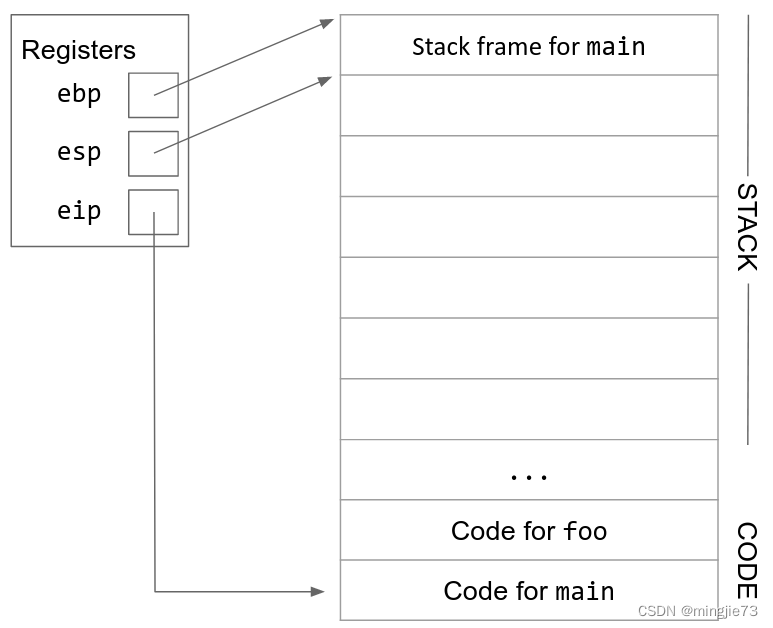 Registers
ebp
esp
eip
Stack frame for main
...
Code for foo
Code for main
STACK
CODE
CSDN @mingjie73